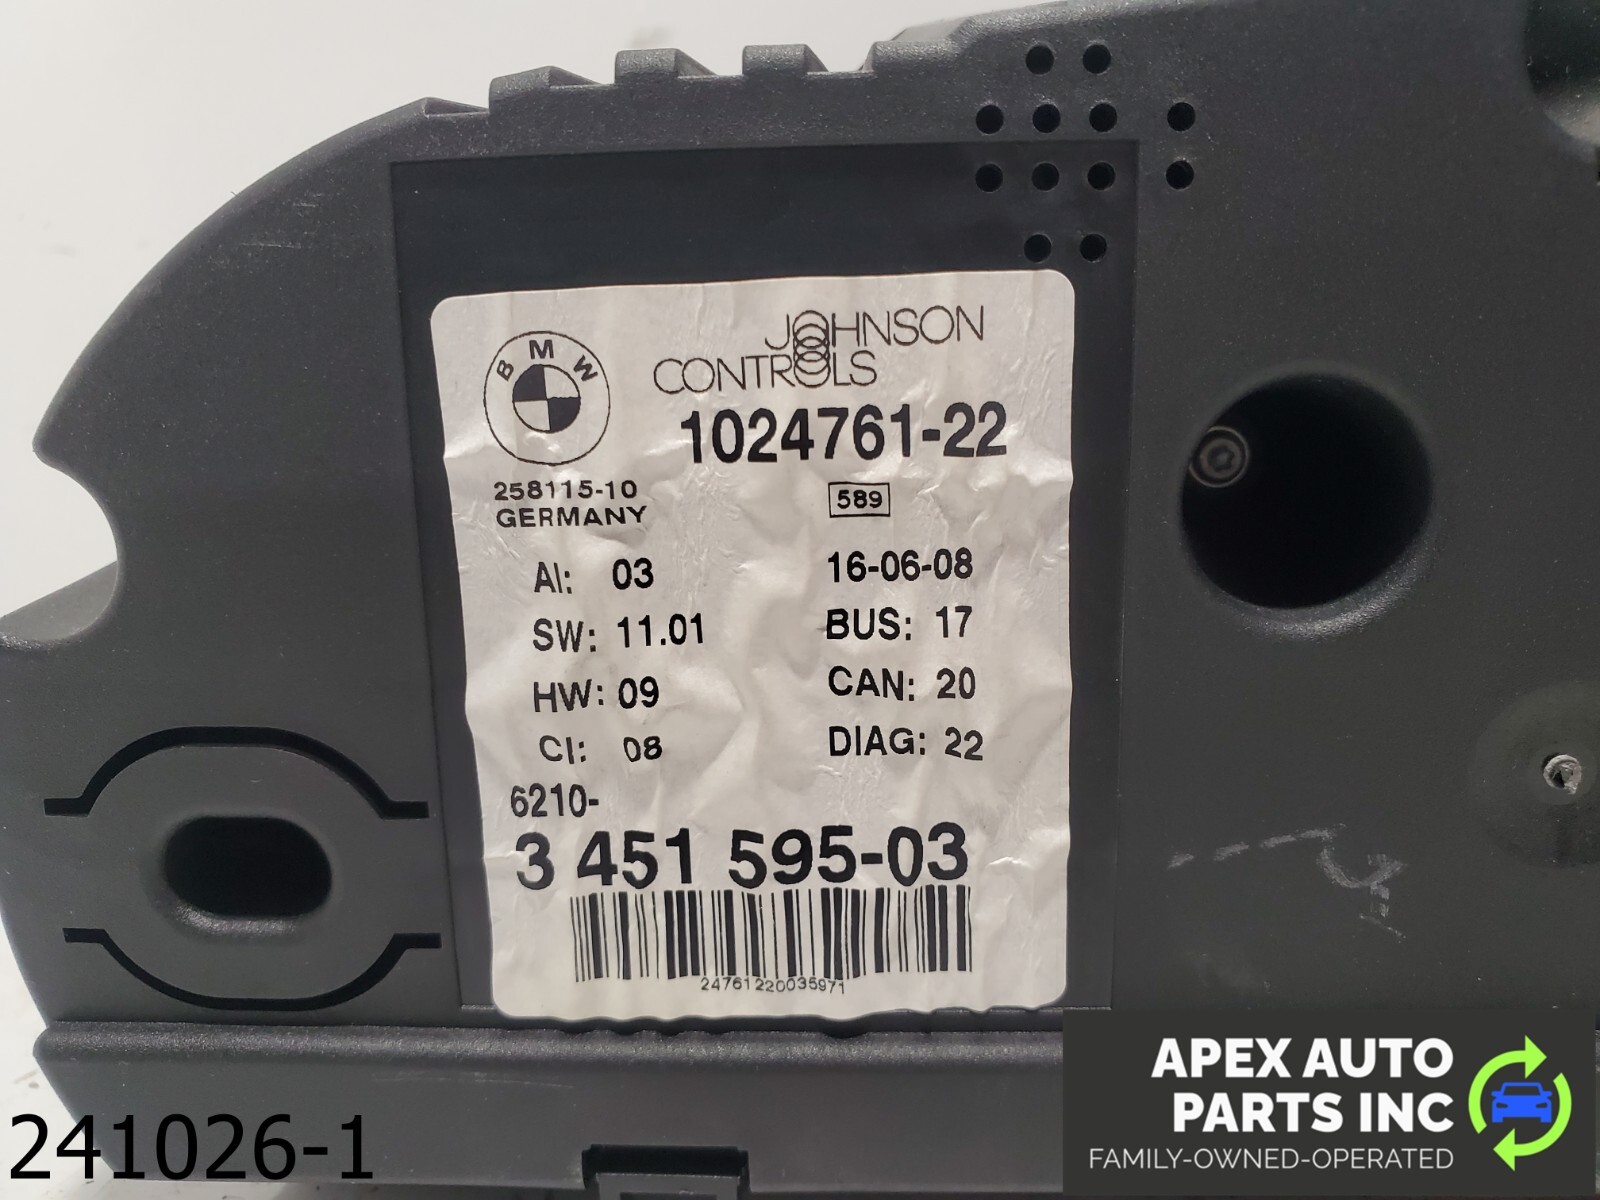 BMW
JOHNSON
CONTROLS
1024761-22
258115-10
GERMANY
589
AI: 03
16-06-08
SW: 11.01
BUS: 17
HW: 09
CAN: 20
CI: 08
DIAG: 22
6210-
3 451 595-03
24761220035971
241026-1
APEX AUTO
PARTS INC
FAMILY-OWNED-OPERATED